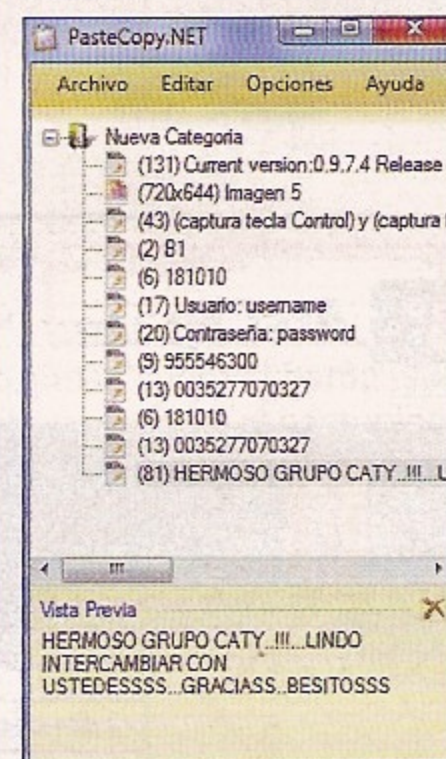 PasteCopy.NET
Archivo Editar Opciones Ayuda
Nueva Categoria
(131) Current version:0.9.7.4 Release
(720x644) Imagen 5
(43) (captura tecla Control) y (captura
(2) B1
(6) 181010
(17) Usuario: username
(20) Contraseña: password
(9) 955546300
(13) 0035277070327
(6) 181010
(13) 0035277070327
(81) HERMOSO GRUPO CATY..!!!...L
Vista Previa
HERMOSO GRUPO CATY..!!!...LINDO
INTERCAMBIAR CON
USTEDESSSS...GRACIASS..BESITOSSS